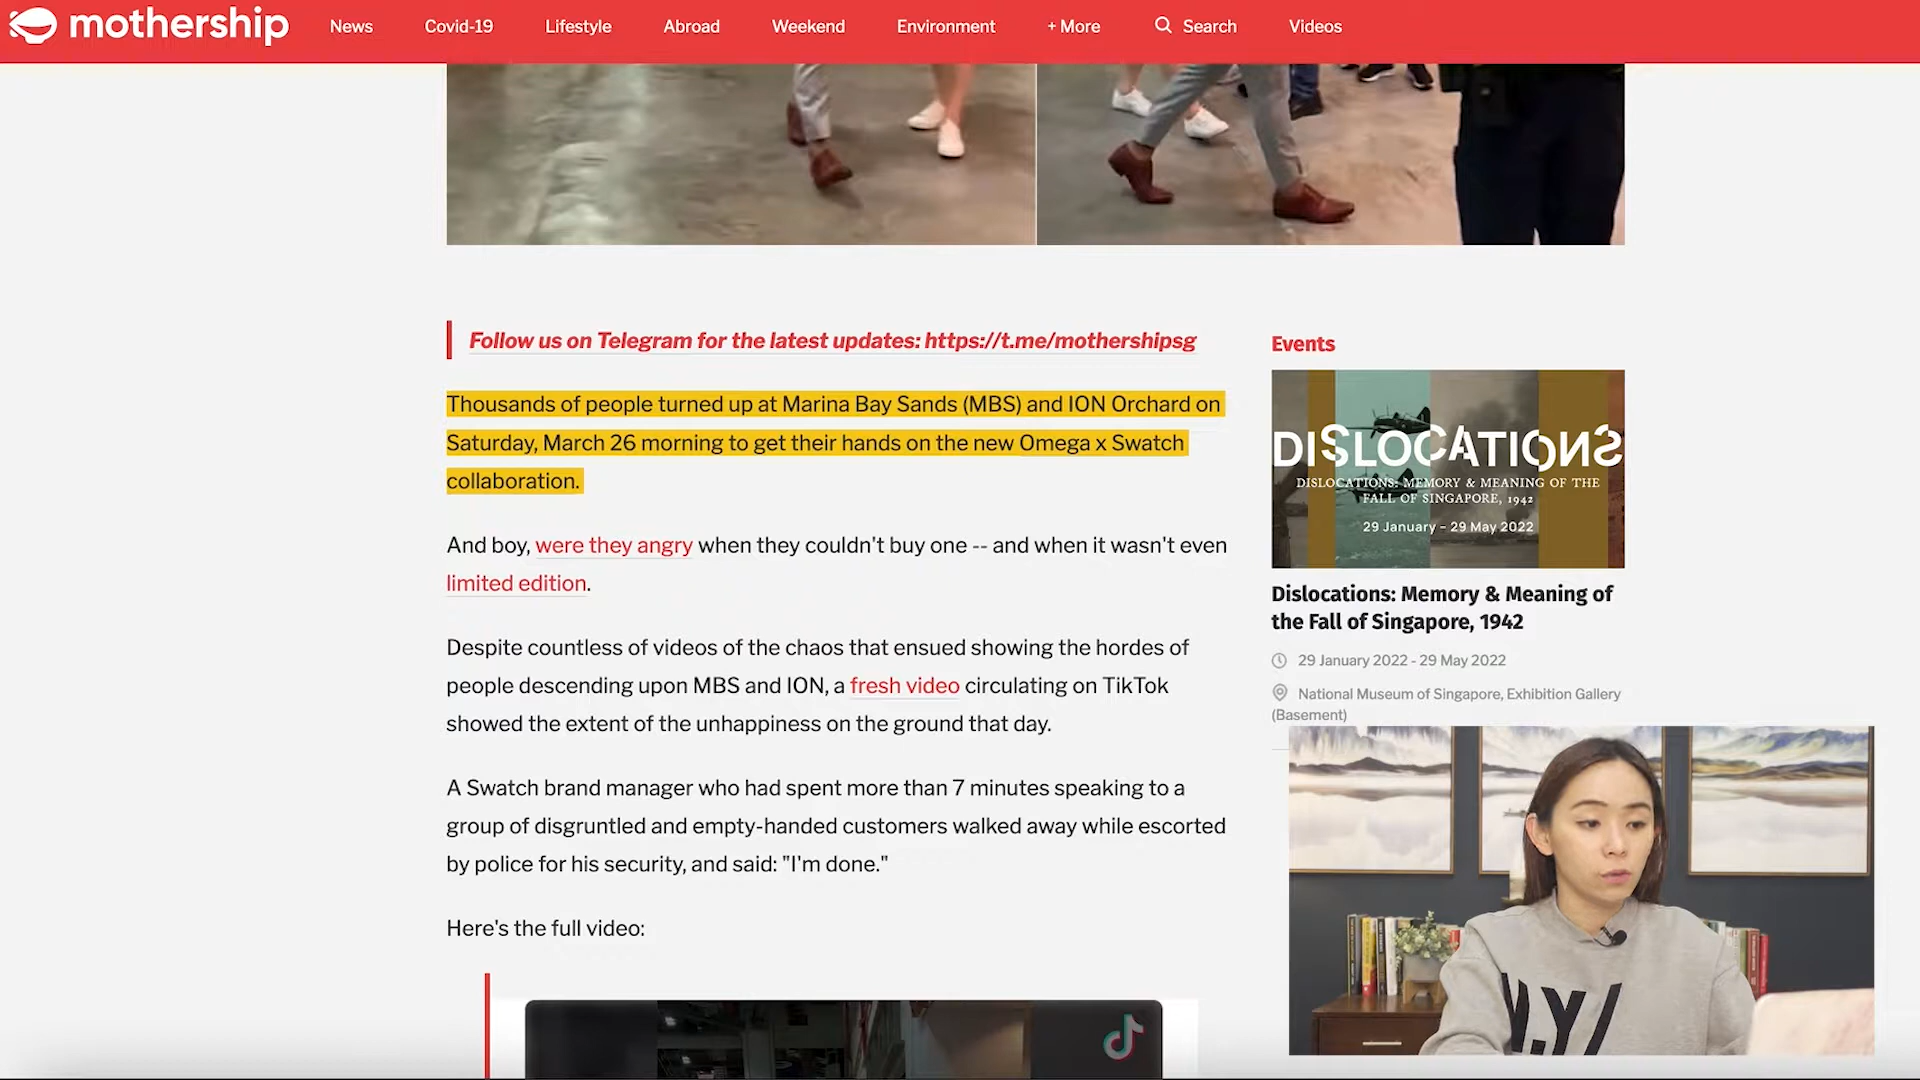 mothership
News
Covid-19
Lifestyle
Abroad
Weekend
Environment
+ More
Search
Videos
Follow us on Telegram for the latest updates: https://t.me/mothershipsg
Thousands of people turned up at Marina Bay Sands (MBS) and ION Orchard on
Saturday, March 26 morning to get their hands on the new Omega x Swatch
collaboration.
And boy, were they angry when they couldn't buy one -- and when it wasn't even
limited edition.
Despite countless of videos of the chaos that ensued showing the hordes of
people descending upon MBS and ION, a fresh video circulating on TikTok
showed the extent of the unhappiness on the ground that day.
A Swatch brand manager who had spent more than 7 minutes speaking to a
group of disgruntled and empty-handed customers walked away while escorted
by police for his security, and said: "I'm done."
Here's the full video:
Events
DISLOCATIONS
DISLOCATIONS: MEMORY & MEANING OF THE
FALL OF SINGAPORE, 1942
29 January – 29 May 2022
Dislocations: Memory & Meaning of
the Fall of Singapore, 1942
29 January 2022 - 29 May 2022
National Museum of Singapore, Exhibition Gallery
(Basement)